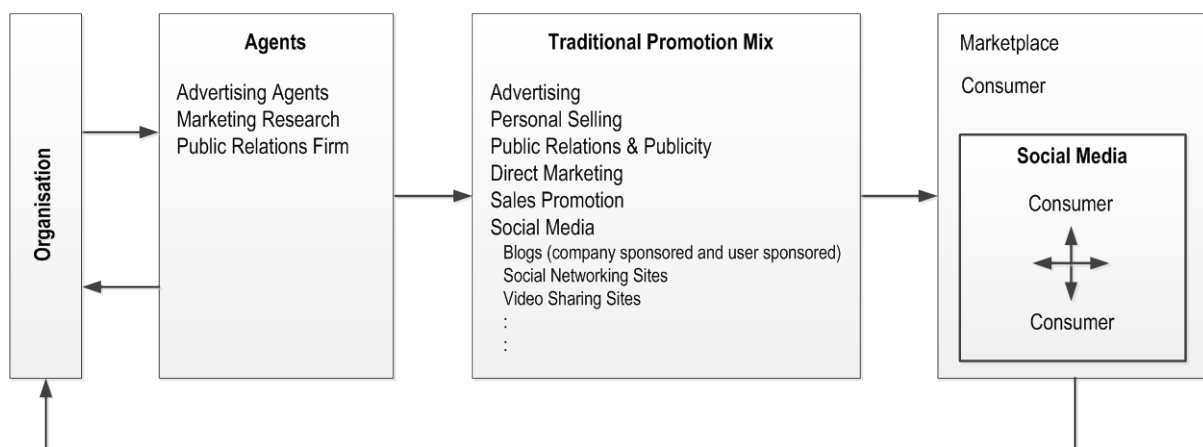 Organisation
Agents
Advertising Agents
Marketing Research
Public Relations Firm
Traditional Promotion Mix
Advertising
Personal Selling
Public Relations & Publicity
Direct Marketing
Sales Promotion
Social Media
Blogs (company sponsored and user sponsored)
Social Networking Sites
Video Sharing Sites
:
:
Marketplace
Consumer
Social Media
Consumer
Consumer